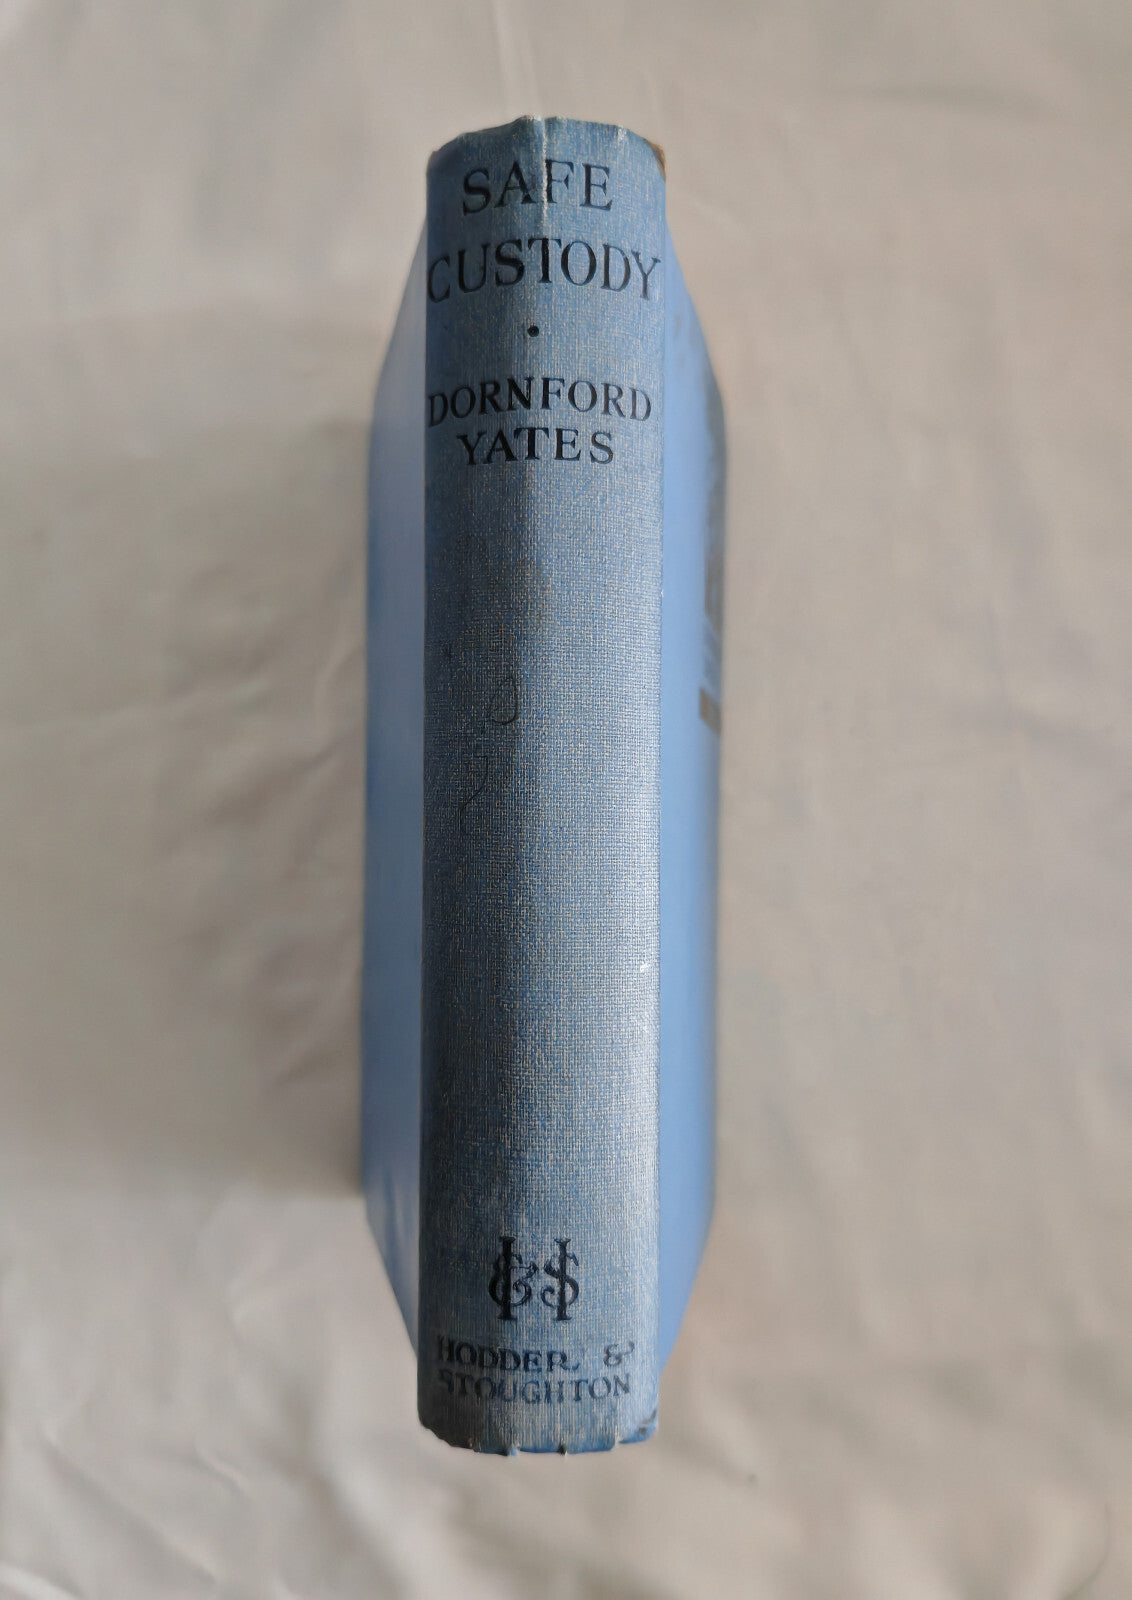 SAFE
CUSTODY
•
DORNFORD
YATES
H&S
HODDER &
STOUGHTON